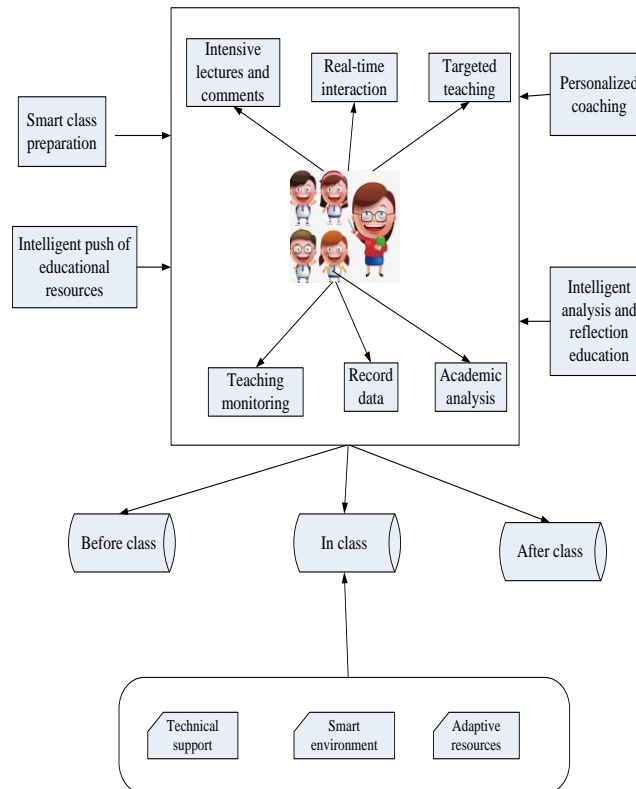 Intensive
lectures and
comments
Real-time
interaction
Targeted
teaching
Personalized
coaching
Smart class
preparation
Intelligent push of
educational
resources
Intelligent
analysis and
reflection
education
Teaching
monitoring
Record
data
Academic
analysis
Before class
In class
After class
Technical
support
Smart
environment
Adaptive
resources